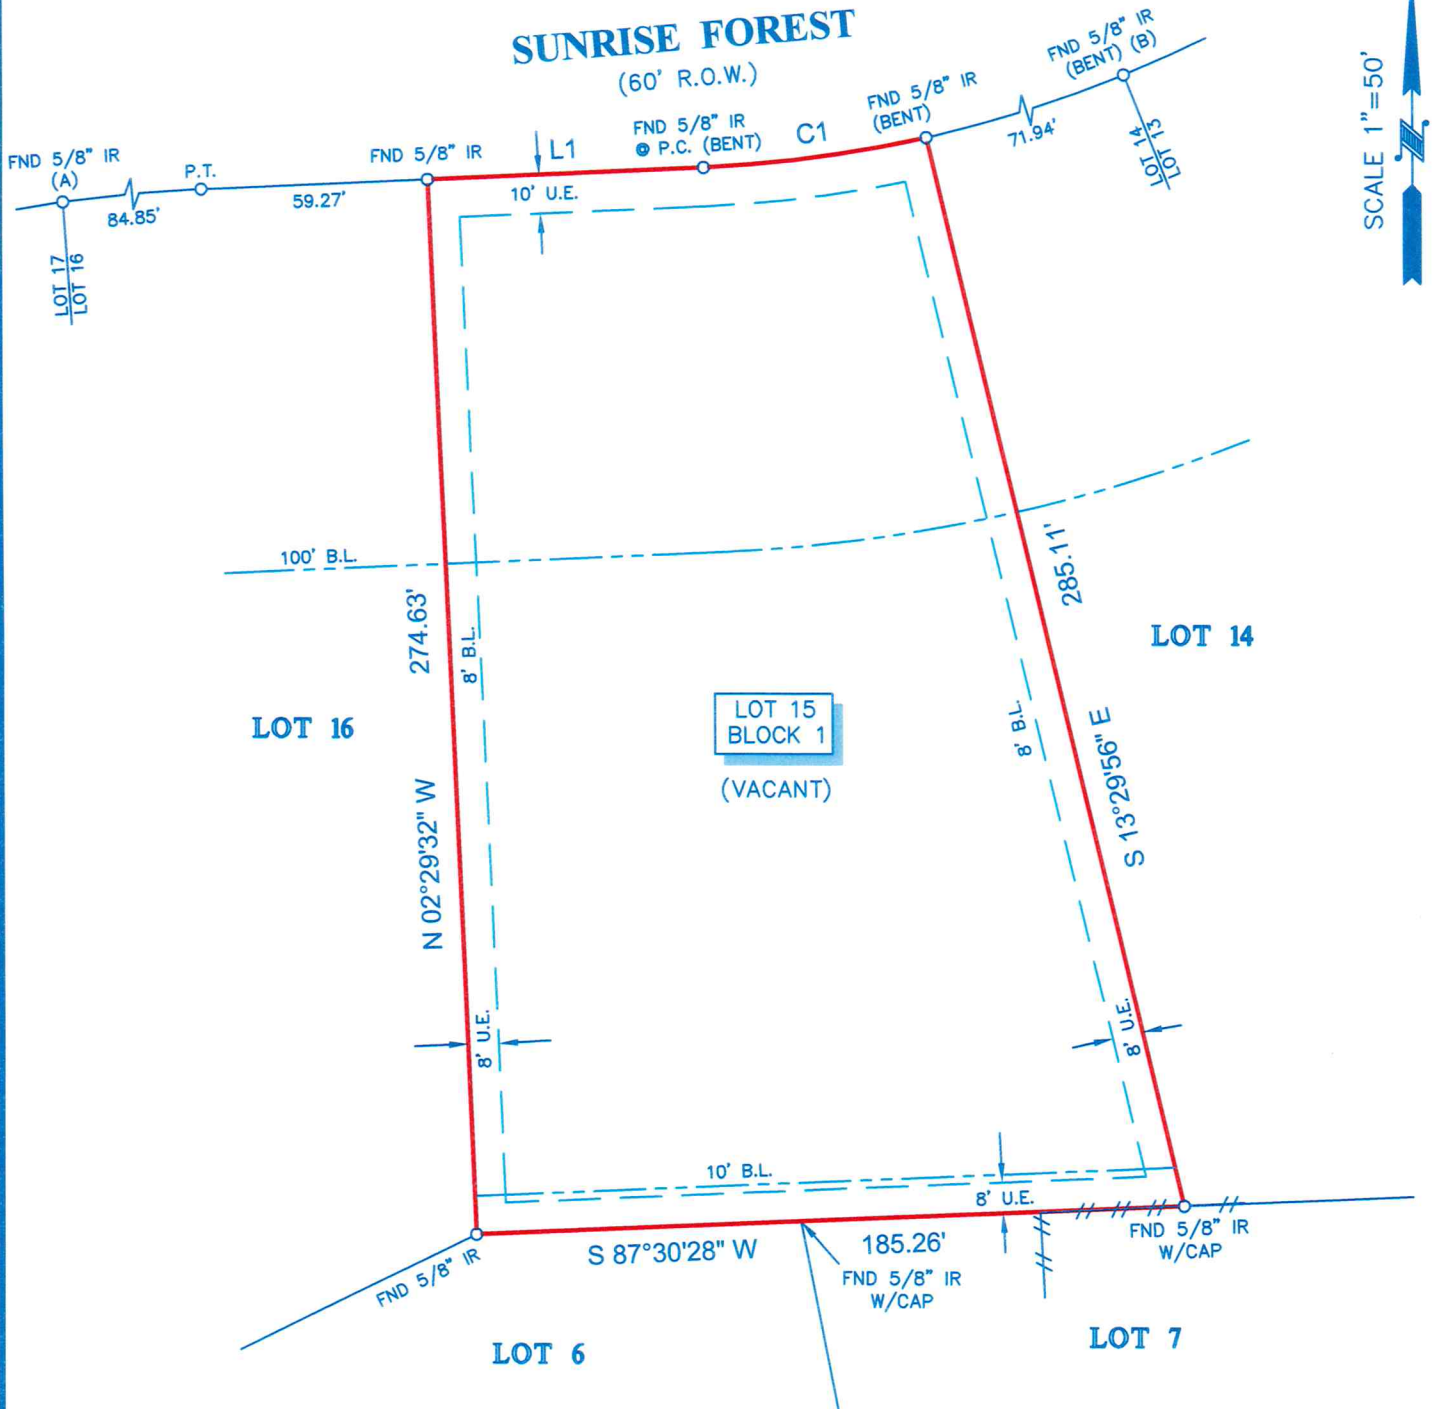 SUNRISE FOREST
(60' R.O.W.)
FND 5/8" IR
(BENT) (B)
SCALE 1"=50'
FND 5/8" IR
(BENT)
FND 5/8" IR
@ P.C. (BENT)
C1
L1
71.94'
LOT 14
LOT 13
FND 5/8" IR
(A)
P.T.
FND 5/8" IR
84.85'
59.27'
10' U.E.
LOT 17
LOT 16
100' B.L.
274.63'
8' B.L.
285.11'
LOT 14
LOT 16
LOT 15
BLOCK 1
(VACANT)
8' B.L.
S 13°29'56" E
N 02°29'32" W
8' U.E.
8' U.E.
10' B.L.
8' U.E.
S 87°30'28" W
185.26'
FND 5/8" IR
W/CAP
FND 5/8" IR
FND 5/8" IR
W/CAP
LOT 6
LOT 7